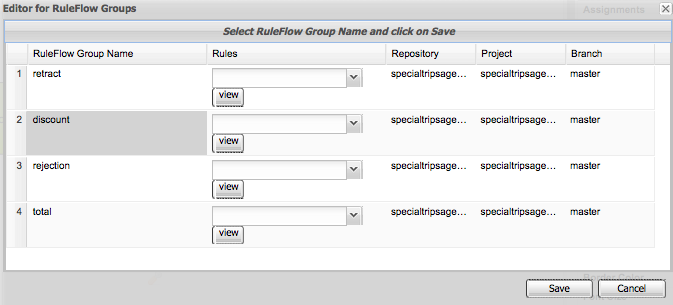 Editor for RuleFlow Groups
Assignments
Select RuleFlow Group Name and click on Save
RuleFlow Group Name Rules Repository Project Branch
1 retract specialtripsage... specialtripsage... master
view
2 discount specialtripsage... specialtripsage... master
view
3 rejection specialtripsage... specialtripsage... master
view
4 total specialtripsage... specialtripsage... master
view
Border Color
Save Cancel